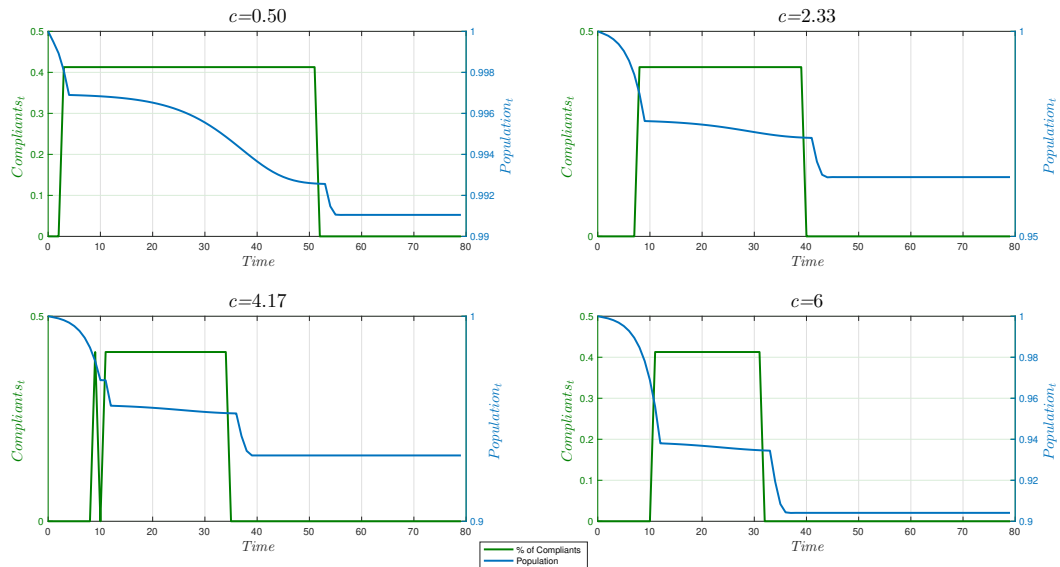 c=0.50
0.5
0.4
0.3
0.2
0.1
0
Compliants_t
1
0.998
0.996
0.994
0.992
0.99
Population_t
0 10 20 30 40 50 60 70 80
Time
c=2.33
0.5
0
Compliants_t
1
0.95
Population_t
0 10 20 30 40 50 60 70 80
Time
c=4.17
0.5
0
Compliants_t
1
0.9
Population_t
0 10 20 30 40 50 60 70 80
Time
c=6
0.5
0.4
0.3
0.2
0.1
0
Compliants_t
1
0.98
0.96
0.94
0.92
0.9
Population_t
0 10 20 30 40 50 60 70 80
Time
% of Compliants
Population